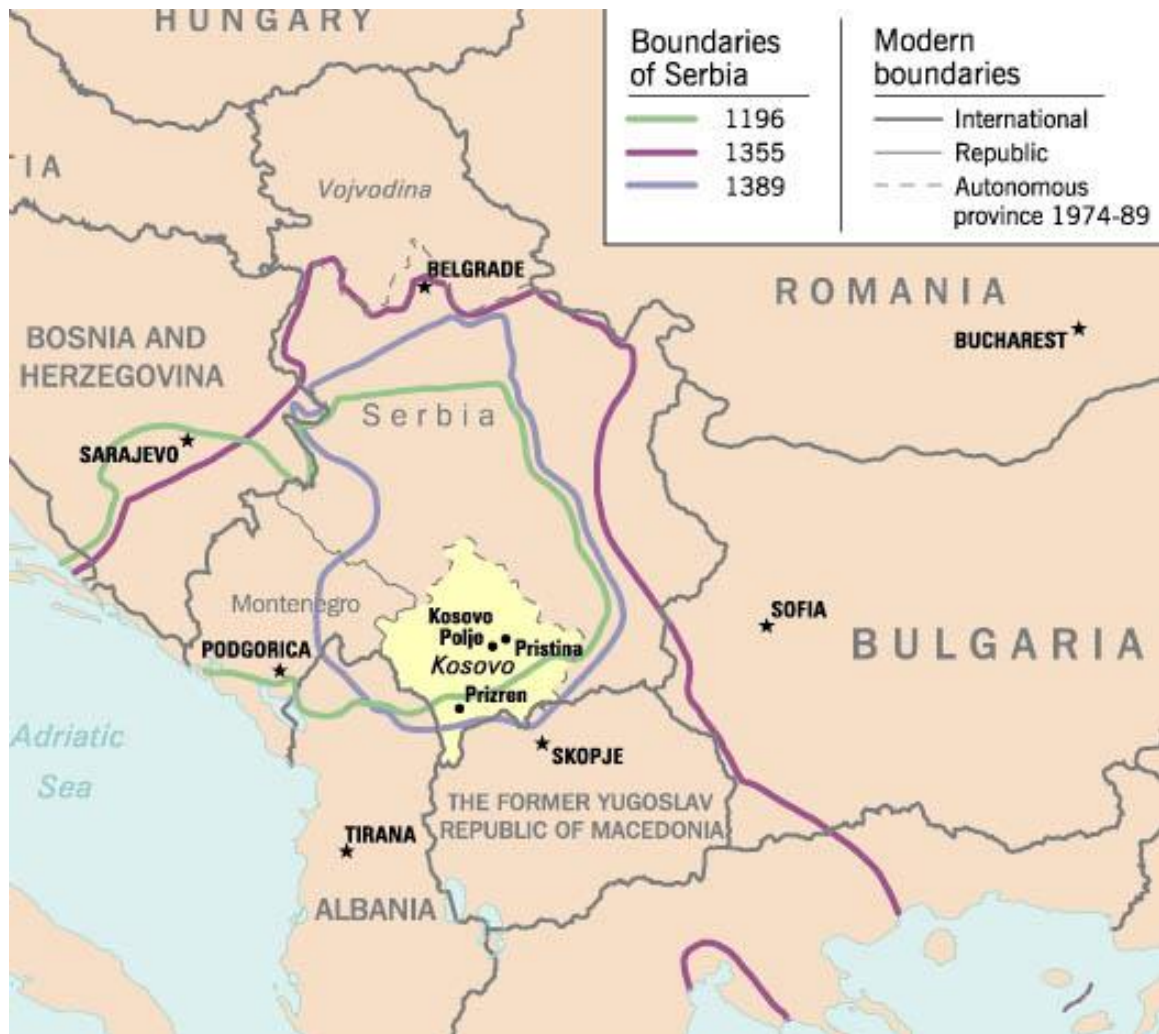 HUNGARY
Boundaries
of Serbia
1196
1355
1389
Modern
boundaries
International
Republic
Autonomous
province 1974-89
TIA
Vojvodina
BELGRADE
ROMANIA
BUCHAREST
BOSNIA AND
HERZEGOVINA
Serbia
SARAJEVO
Montenegro
Kosovo
Polje
Pristina
Kosovo
PODGORICA
Prizren
SOFIA
BULGARIA
Adriatic
Sea
SKOPJE
THE FORMER YUGOSLAV
REPUBLIC OF MACEDONIA
TIRANA
ALBANIA